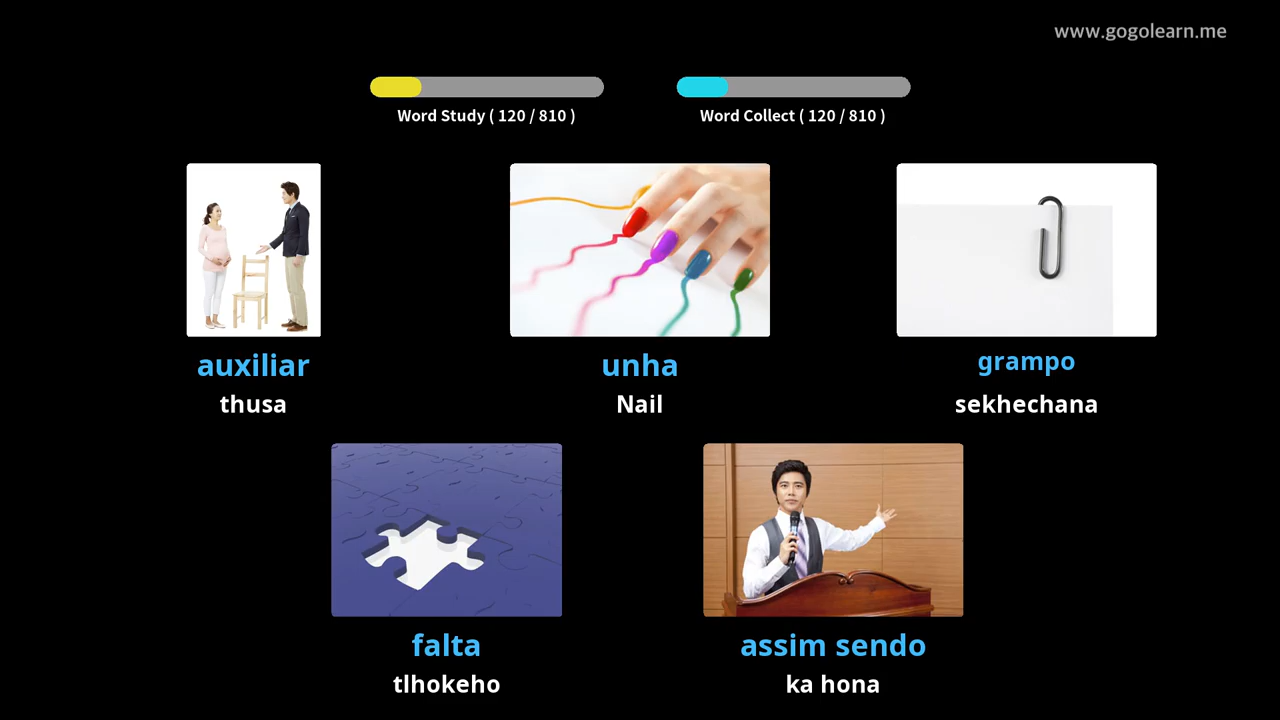 www.gogolearn.me
Word Study ( 120 / 810 )
Word Collect ( 120 / 810 )
auxiliar
thusa
unha
Nail
grampo
sekhechana
falta
tlhokeho
assim sendo
ka hona